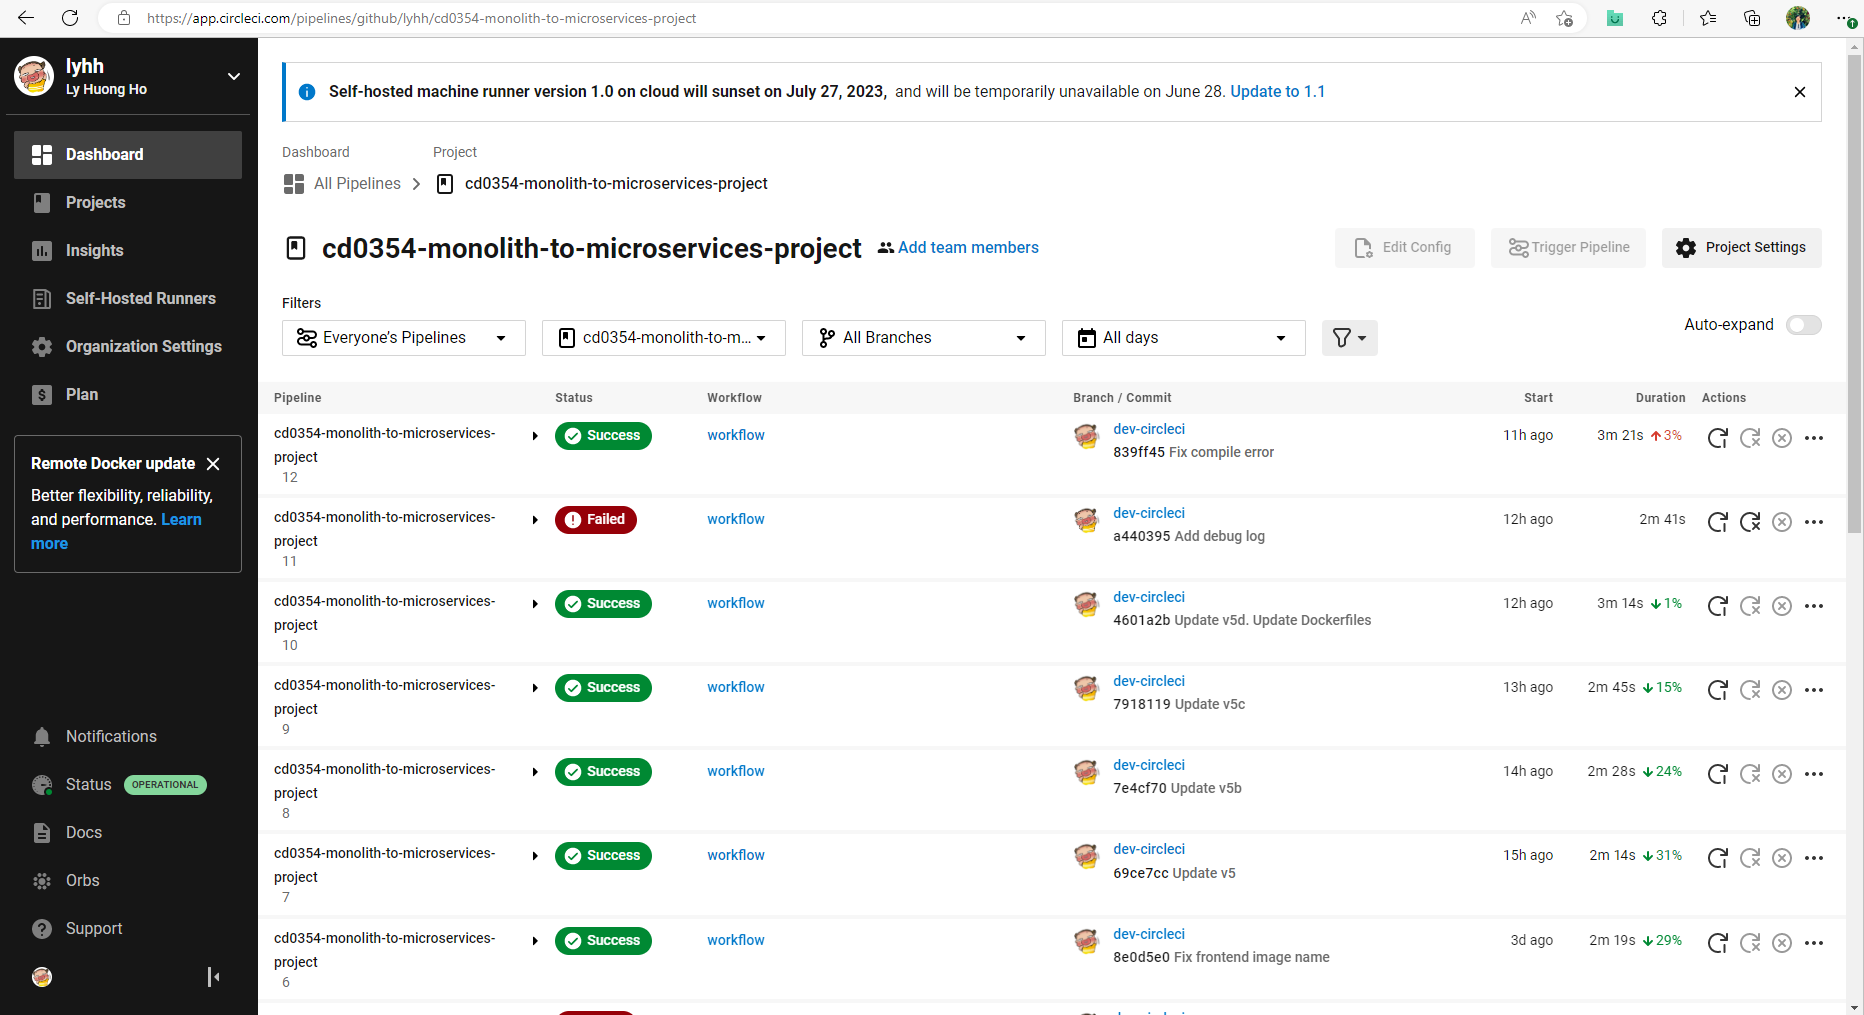 https://app.circleci.com/pipelines/github/lyhh/cd0354-monolith-to-microservices-project
lyhh
Ly Huong Ho
Dashboard
Projects
Insights
Self-Hosted Runners
Organization Settings
Plan
Remote Docker update
Better flexibility, reliability,
and performance. Learn
more
Notifications
Status OPERATIONAL
Docs
Orbs
Support
Self-hosted machine runner version 1.0 on cloud will sunset on July 27, 2023, and will be temporarily unavailable on June 28. Update to 1.1
Dashboard Project
All Pipelines cd0354-monolith-to-microservices-project
cd0354-monolith-to-microservices-project Add team members Edit Config Trigger Pipeline Project Settings
Filters
Everyone’s Pipelines cd0354-monolith-to-m... All Branches All days Auto-expand
Pipeline Status Workflow Branch / Commit Start Duration Actions
cd0354-monolith-to-microservices- Success workflow dev-circleci 11h ago 3m 21s 3%
project 839ff45 Fix compile error
12
cd0354-monolith-to-microservices- Failed workflow dev-circleci 12h ago 2m 41s
project a440395 Add debug log
11
cd0354-monolith-to-microservices- Success workflow dev-circleci 12h ago 3m 14s 1%
project 4601a2b Update v5d. Update Dockerfiles
10
cd0354-monolith-to-microservices- Success workflow dev-circleci 13h ago 2m 45s 15%
project 7918119 Update v5c
9
cd0354-monolith-to-microservices- Success workflow dev-circleci 14h ago 2m 28s 24%
project 7e4cf70 Update v5b
8
cd0354-monolith-to-microservices- Success workflow dev-circleci 15h ago 2m 14s 31%
project 69ce7cc Update v5
7
cd0354-monolith-to-microservices- Success workflow dev-circleci 3d ago 2m 19s 29%
project 8e0d5e0 Fix frontend image name
6